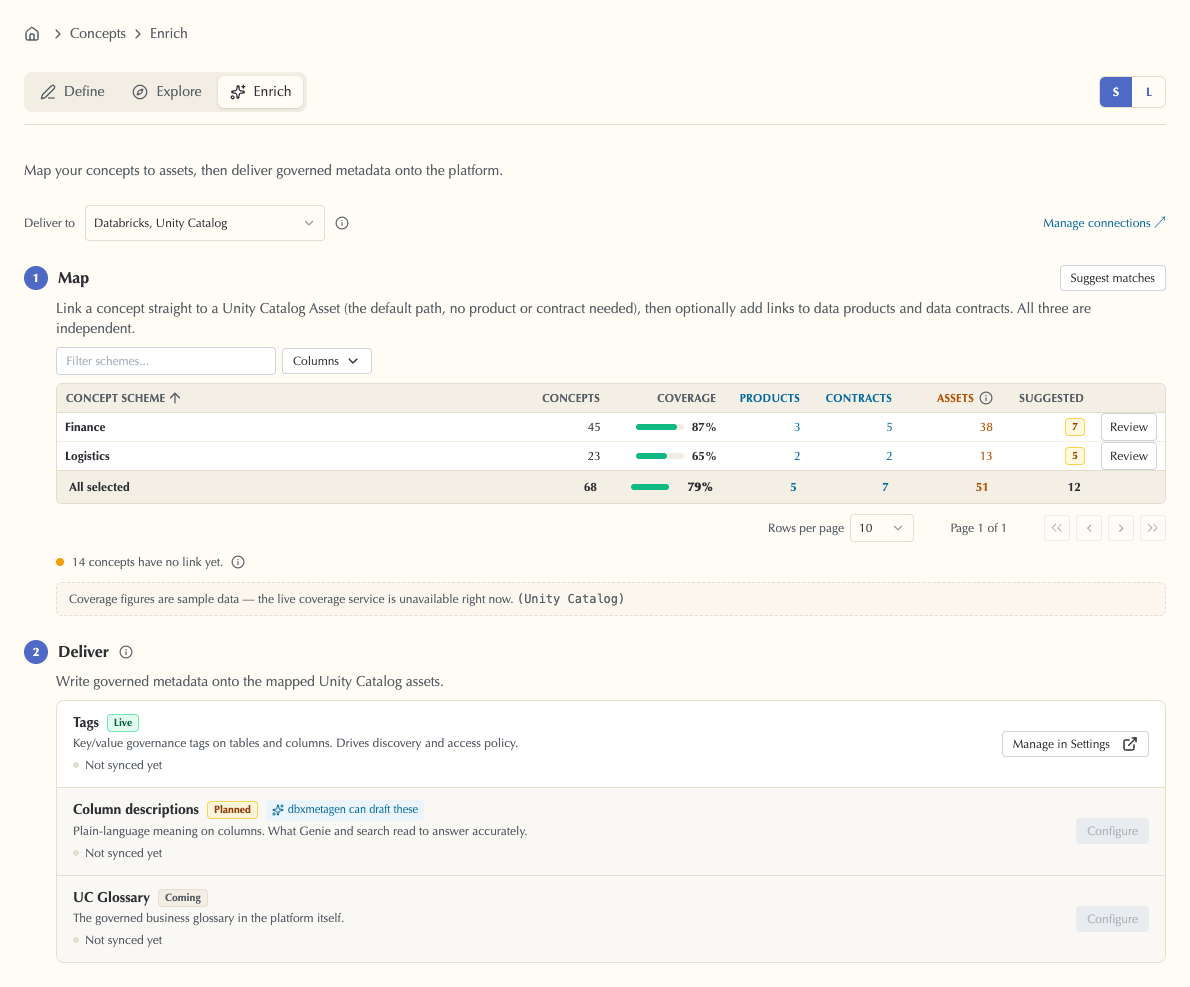 Concepts Enrich
Define Explore Enrich
S L
Map your concepts to assets, then deliver governed metadata onto the platform.
Deliver to Databricks, Unity Catalog
Manage connections
1 Map
Suggest matches
Link a concept straight to a Unity Catalog Asset (the default path, no product or contract needed), then optionally add links to data products and data contracts. All three are
independent.
Filter schemes...
Columns
CONCEPT SCHEME CONCEPTS COVERAGE PRODUCTS CONTRACTS ASSETS SUGGESTED
Finance 45 87% 3 5 38 7 Review
Logistics 23 65% 2 2 13 5 Review
All selected 68 79% 5 7 51 12
Rows per page 10 Page 1 of 1
14 concepts have no link yet.
Coverage figures are sample data — the live coverage service is unavailable right now. (Unity Catalog)
2 Deliver
Write governed metadata onto the mapped Unity Catalog assets.
Tags Live
Key/value governance tags on tables and columns. Drives discovery and access policy.
Not synced yet
Manage in Settings
Column descriptions Planned dbxmetagen can draft these
Plain-language meaning on columns. What Genie and search read to answer accurately.
Not synced yet
Configure
UC Glossary Coming
The governed business glossary in the platform itself.
Not synced yet
Configure